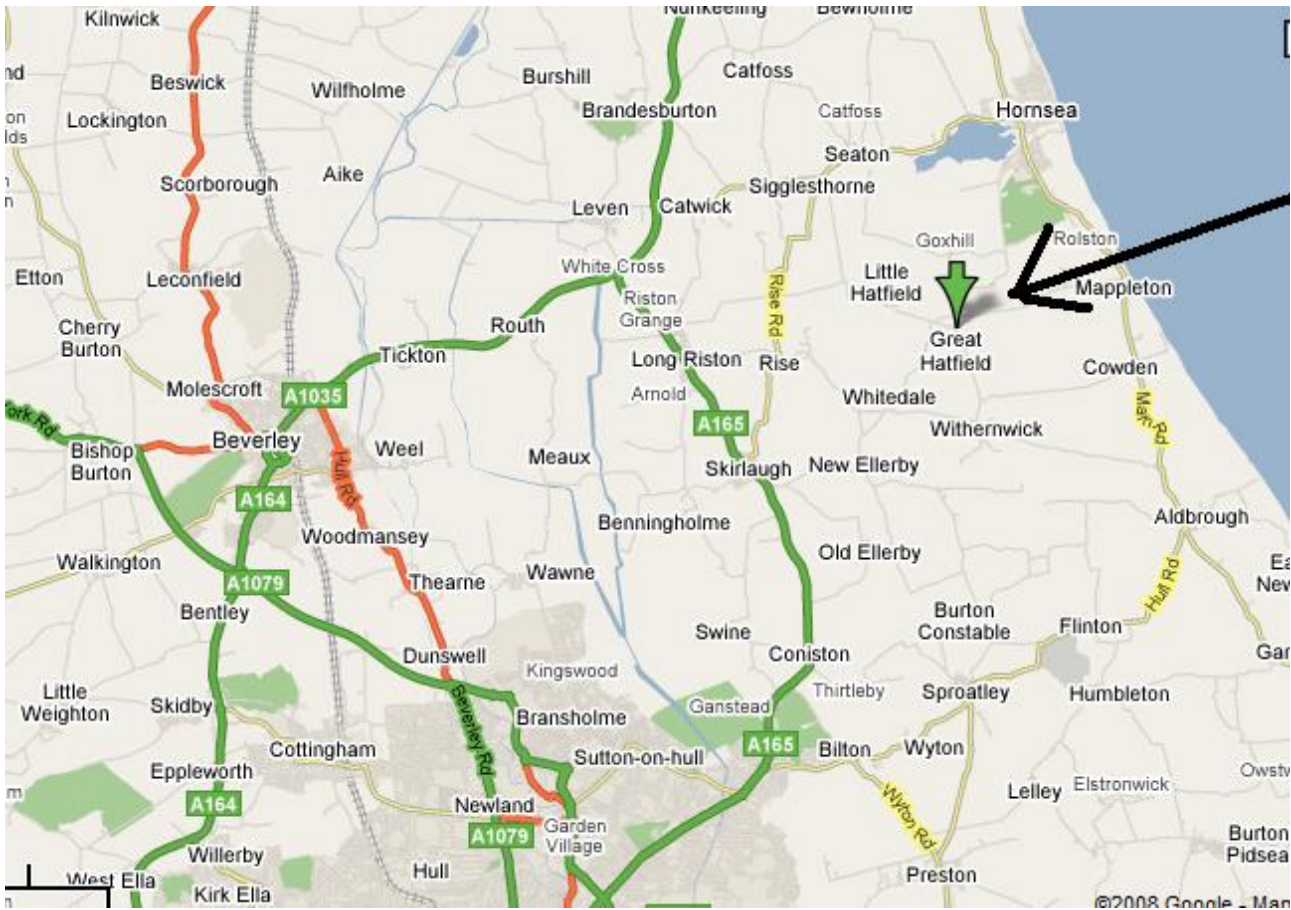 Nunkeeling
Bewholme
Kilnwick
Burshill
Catfoss
Beswick
Wilfholme
Brandesburton
Catfoss
Hornsea
Lockington
Seaton
Aike
Scorborough
Sigglesthorne
Leven
Catwick
Goxhill
Rolston
White Cross
Etton
Leconfield
Little
Hatfield
Mappleton
Riston
Grange
Rise Rd
Cherry
Burton
Routh
Great
Hatfield
Tickton
Long Riston
Rise
Cowden
Molescroft
A1035
Arnold
Whitedale
York Rd
A165
Main Rd
Beverley
Weel
Withernwick
Bishop
Burton
Meaux
Hull Rd
Skirlaugh
New Ellerby
A164
Benningholme
Aldbrough
Woodmansey
Old Ellerby
Walkington
A1079
Thearne
Wawne
Hull Rd
Bentley
Burton
Constable
Flinton
Swine
Dunswell
Coniston
Kingswood
Little
Weighton
Thirtleby
Sproatley
Humbleton
Skidby
Beverley Rd
Ganstead
Bransholme
Cottingham
A165
Bilton
Wyton
Sutton-on-hull
Eppleworth
Elstronwick
Lelley
A164
Newland
Wyton Rd
A1079
Garden
Village
Burton
Pidsea
Willerby
Hull
West Ella
Kirk Ella
Preston
©2008 Google - Map